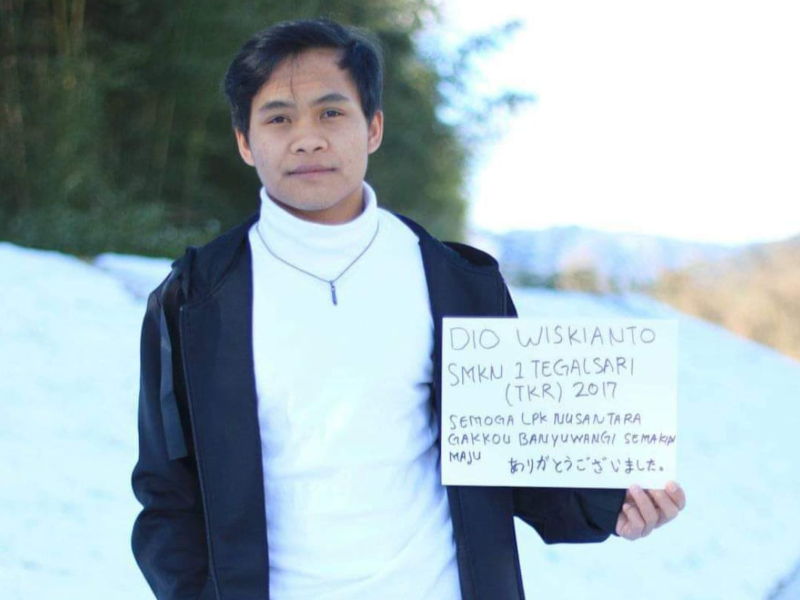 DIO WISKIANTO
SMKN 1 TEGALSARI
(TKR) 2017
SEMOGA LPK NUSANTARA
GAKKOU BANYUWANGI SEMAKIN
MAJU ありがとうございました。